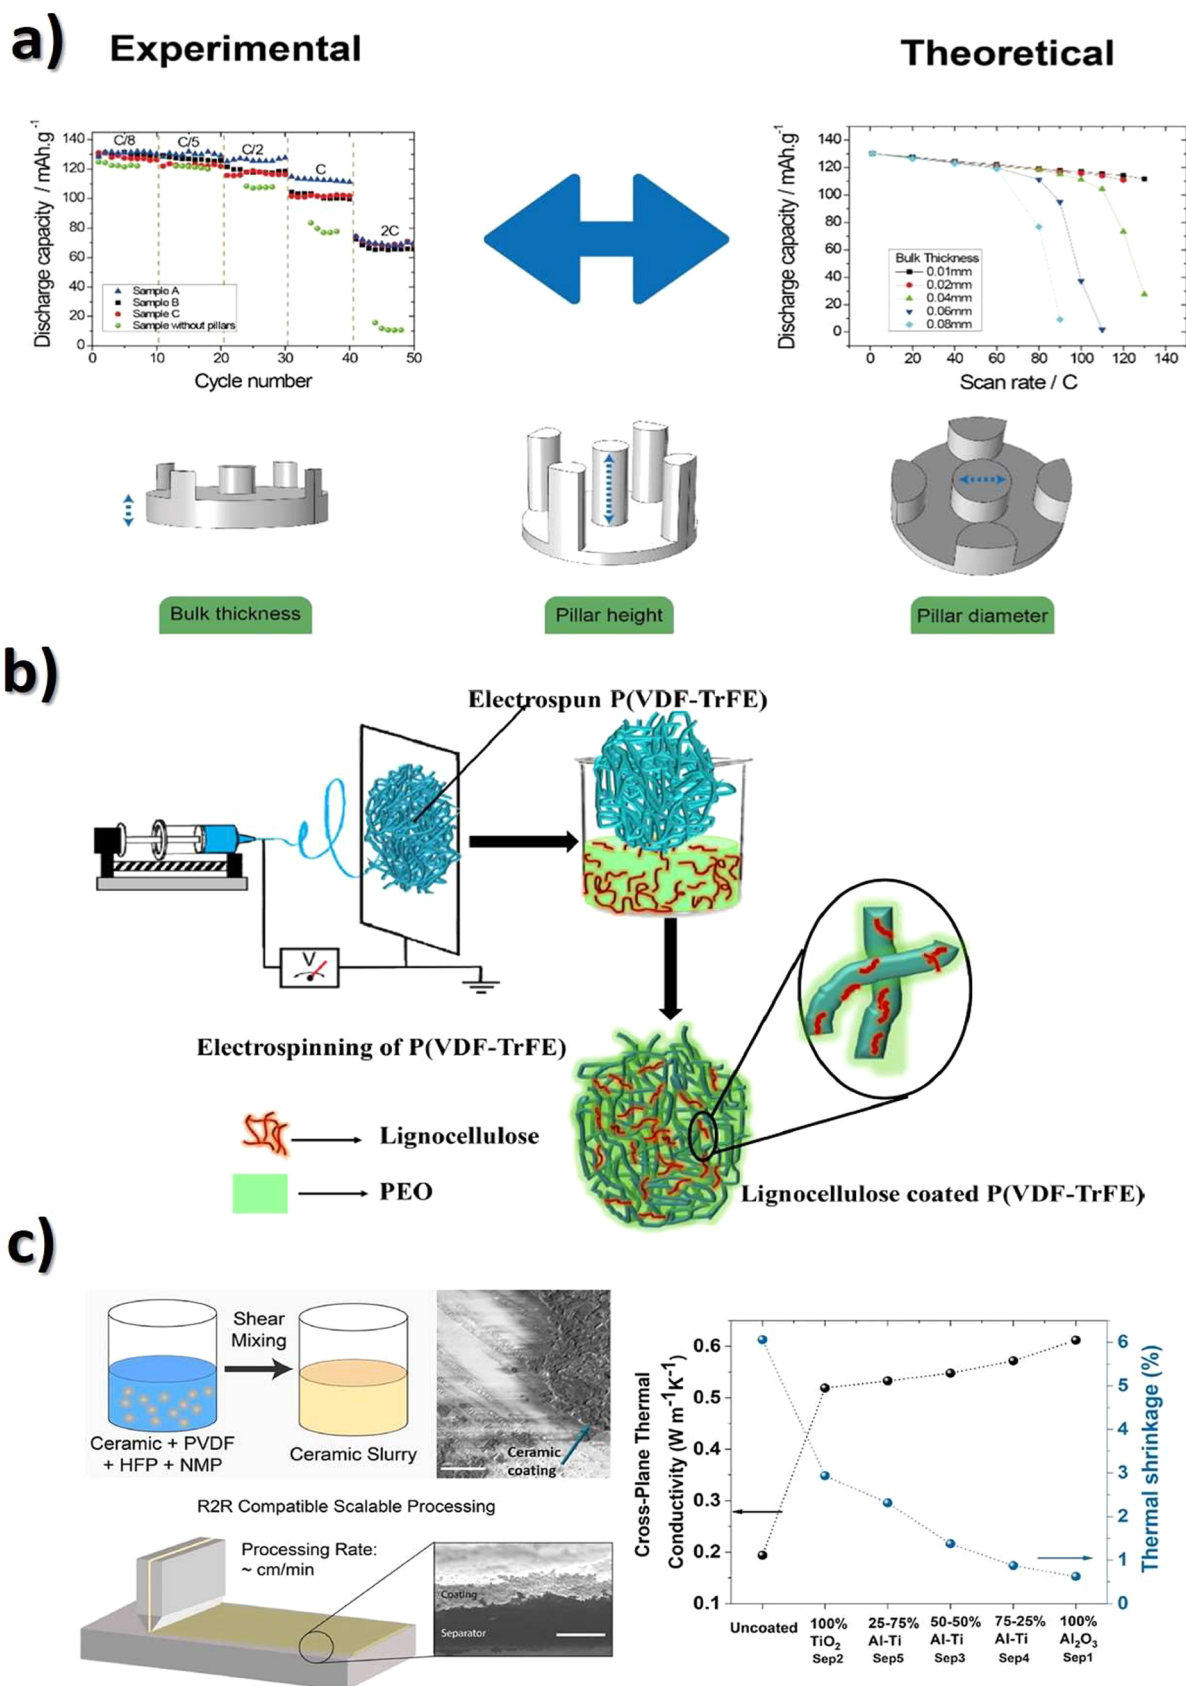 a)
Experimental
Theoretical
Discharge capacity / mAh.g⁻¹
140
120
100
80
60
40
20
0
C/8
C/5
C/2
C
2C
Sample A
Sample B
Sample C
Sample without pillars
0 10 20 30 40 50
Cycle number
Discharge capacity / mAh.g⁻¹
140
120
100
80
60
40
20
0
Bulk Thickness
0.01mm
0.02mm
0.04mm
0.06mm
0.08mm
0 20 40 60 80 100 120 140
Scan rate / C
Bulk thickness
Pillar height
Pillar diameter
b)
Electrospun P(VDF-TrFE)
V
Electrospinning of P(VDF-TrFE)
Lignocellulose
PEO
Lignocellulose coated P(VDF-TrFE)
c)
Shear
Mixing
Ceramic + PVDF
+ HFP + NMP
Ceramic Slurry
Ceramic
coating
R2R Compatible Scalable Processing
Processing Rate:
~ cm/min
Coating
Separator
Cross-Plane Thermal
Conductivity (W m⁻¹K⁻¹)
0.6
0.5
0.4
0.3
0.2
0.1
6
5
4
3
2
1
0
Thermal shrinkage (%)
Uncoated
100%
TiO₂
Sep2
25-75%
Al-Ti
Sep5
50-50%
Al-Ti
Sep3
75-25%
Al-Ti
Sep4
100%
Al₂O₃
Sep1